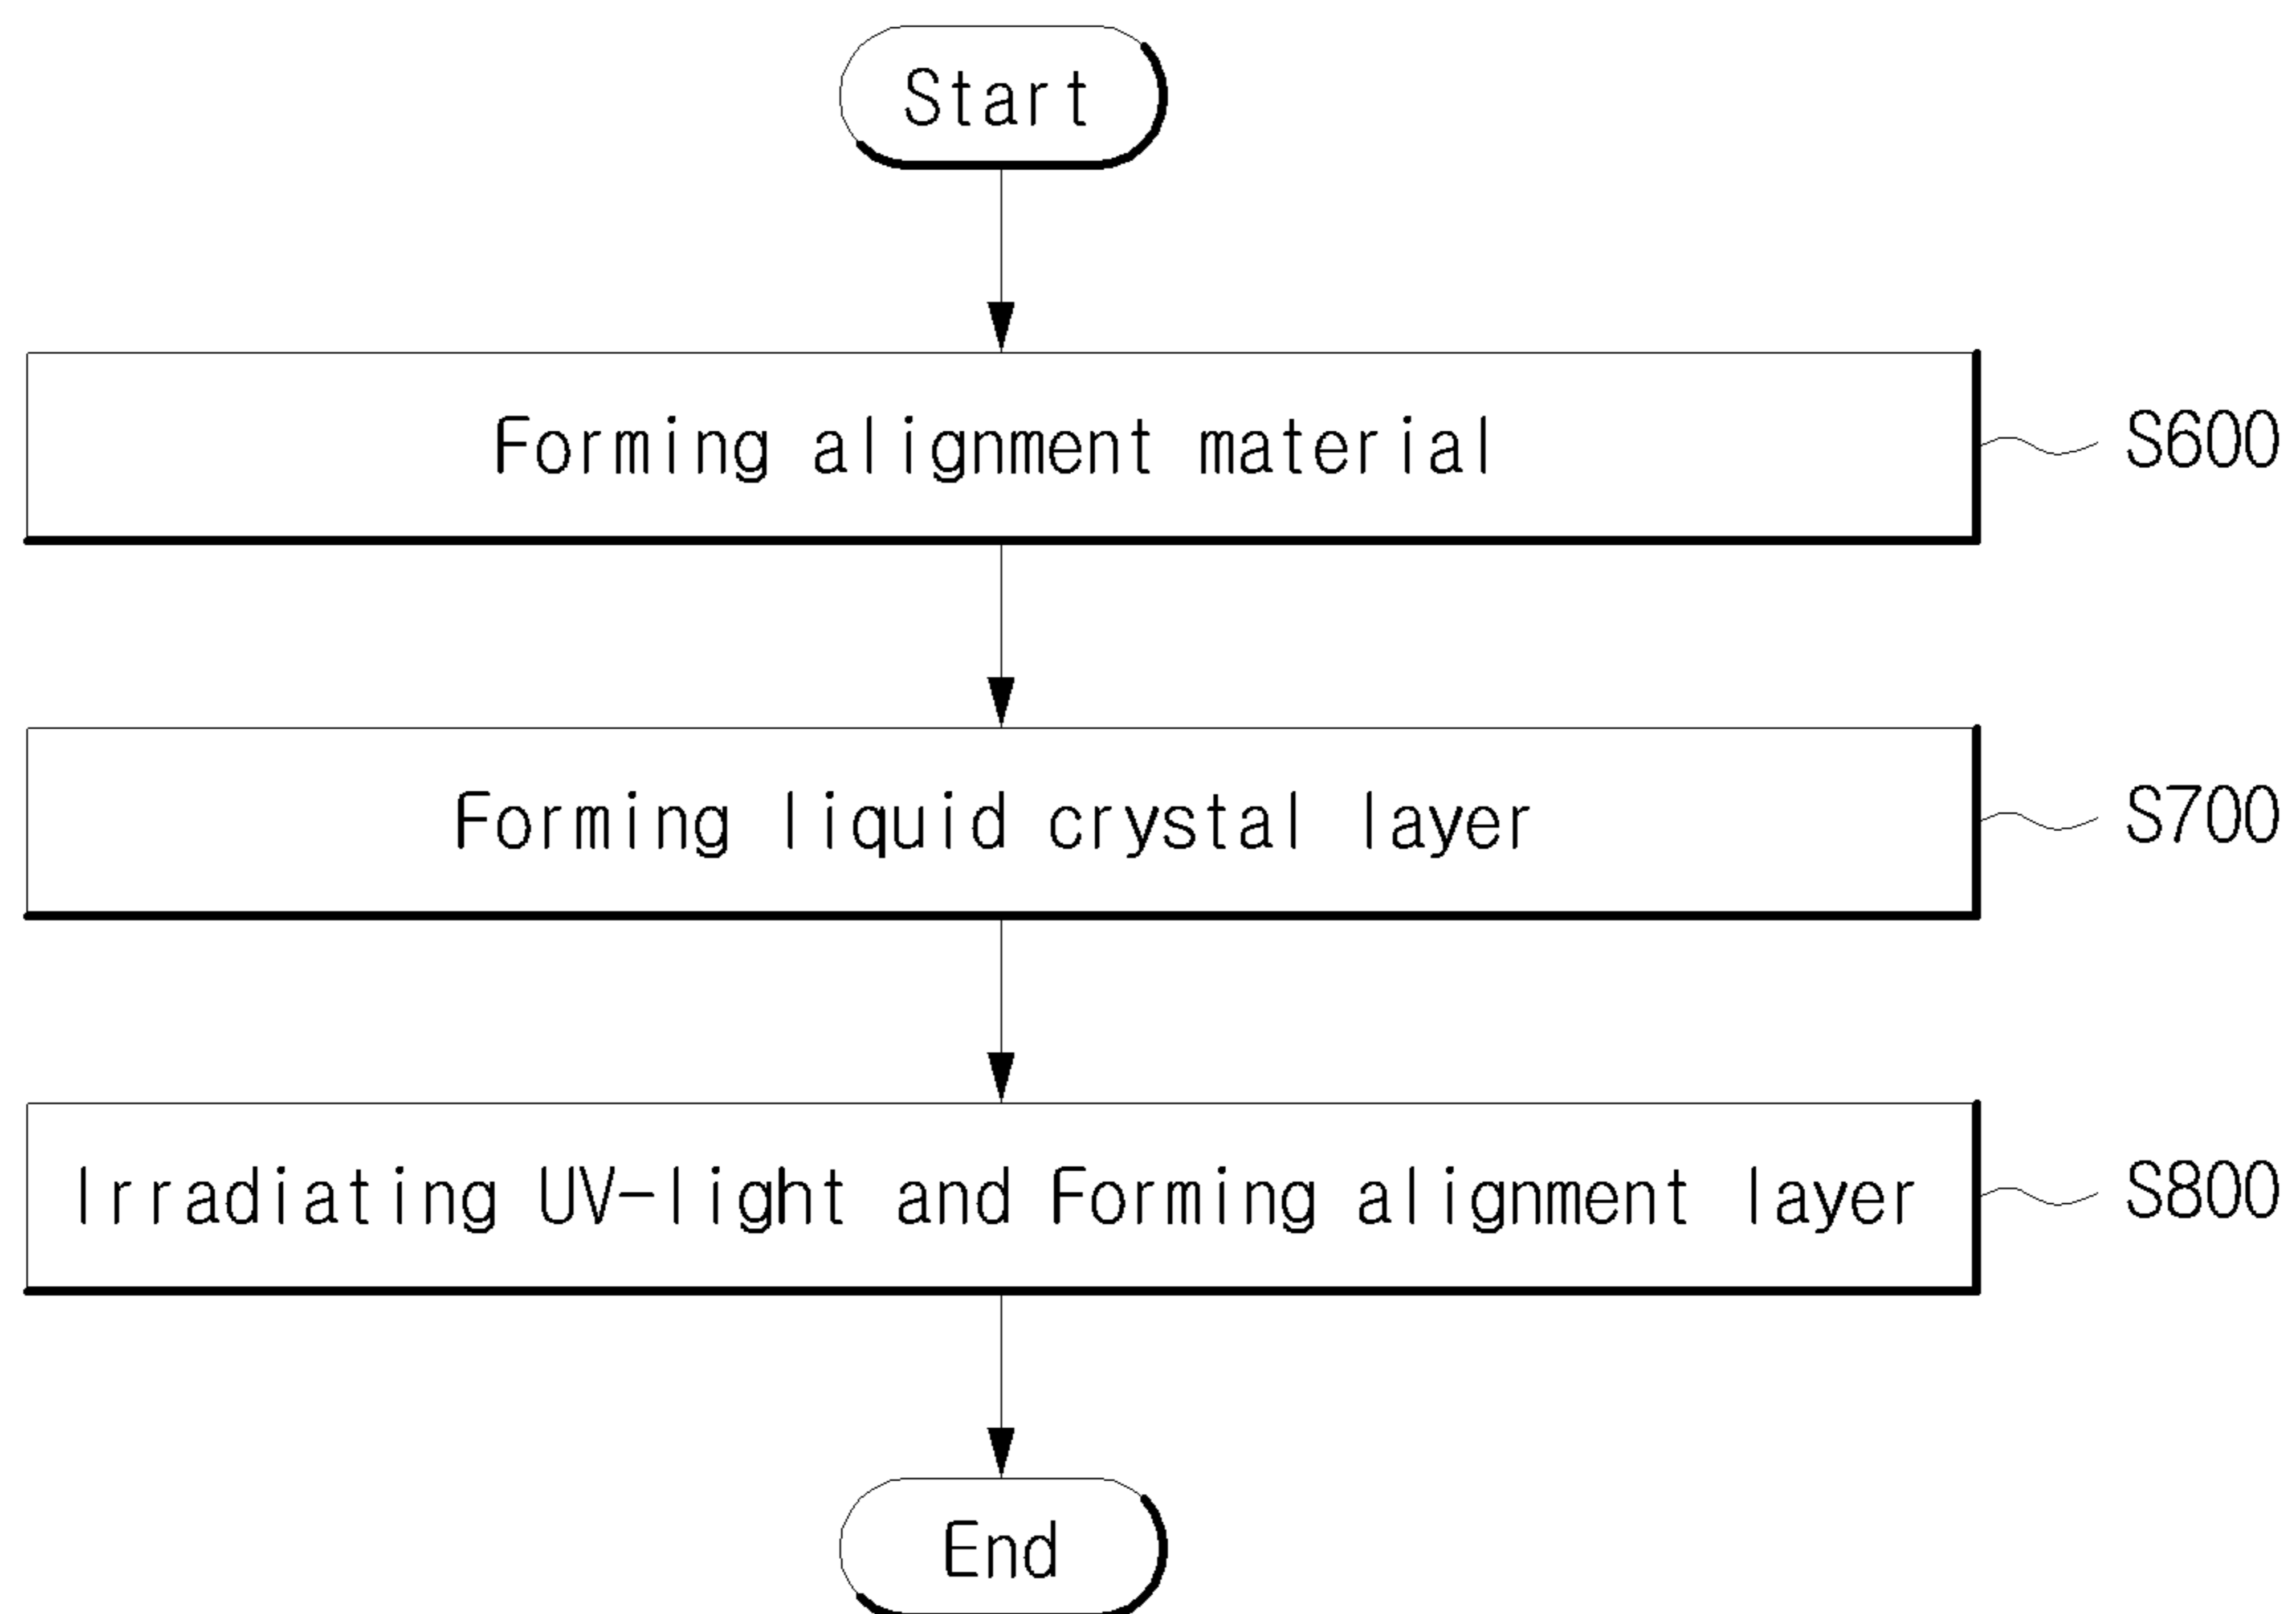 Start
Forming alignment material
S600
Forming liquid crystal layer
S700
Irradiating UV-light and Forming alignment layer
S800
End